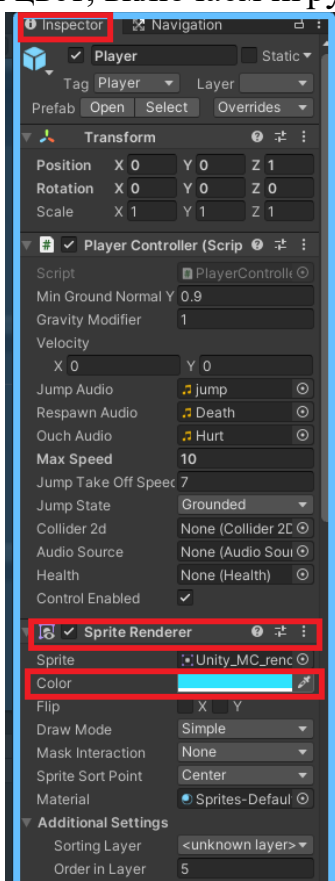 цвет, включаем игру
Inspector Navigation
Player Static
Tag Player Layer
Prefab Open Select Overrides
Transform
Position X 0 Y 0 Z 1
Rotation X 0 Y 0 Z 0
Scale X 1 Y 1 Z 1
# Player Controller (Scrip
Script PlayerControlle
Min Ground Normal Y 0.9
Gravity Modifier 1
Velocity
X 0 Y 0
Jump Audio jump
Respawn Audio Death
Ouch Audio Hurt
Max Speed 10
Jump Take Off Speed 7
Jump State Grounded
Collider 2d None (Collider 2D
Audio Source None (Audio Sour
Health None (Health)
Control Enabled
Sprite Renderer
Sprite Unity_MC_renc
Color
Flip X Y
Draw Mode Simple
Mask Interaction None
Sprite Sort Point Center
Material Sprites-Defaul
Additional Settings
Sorting Layer <unknown layer>
Order in Layer 5